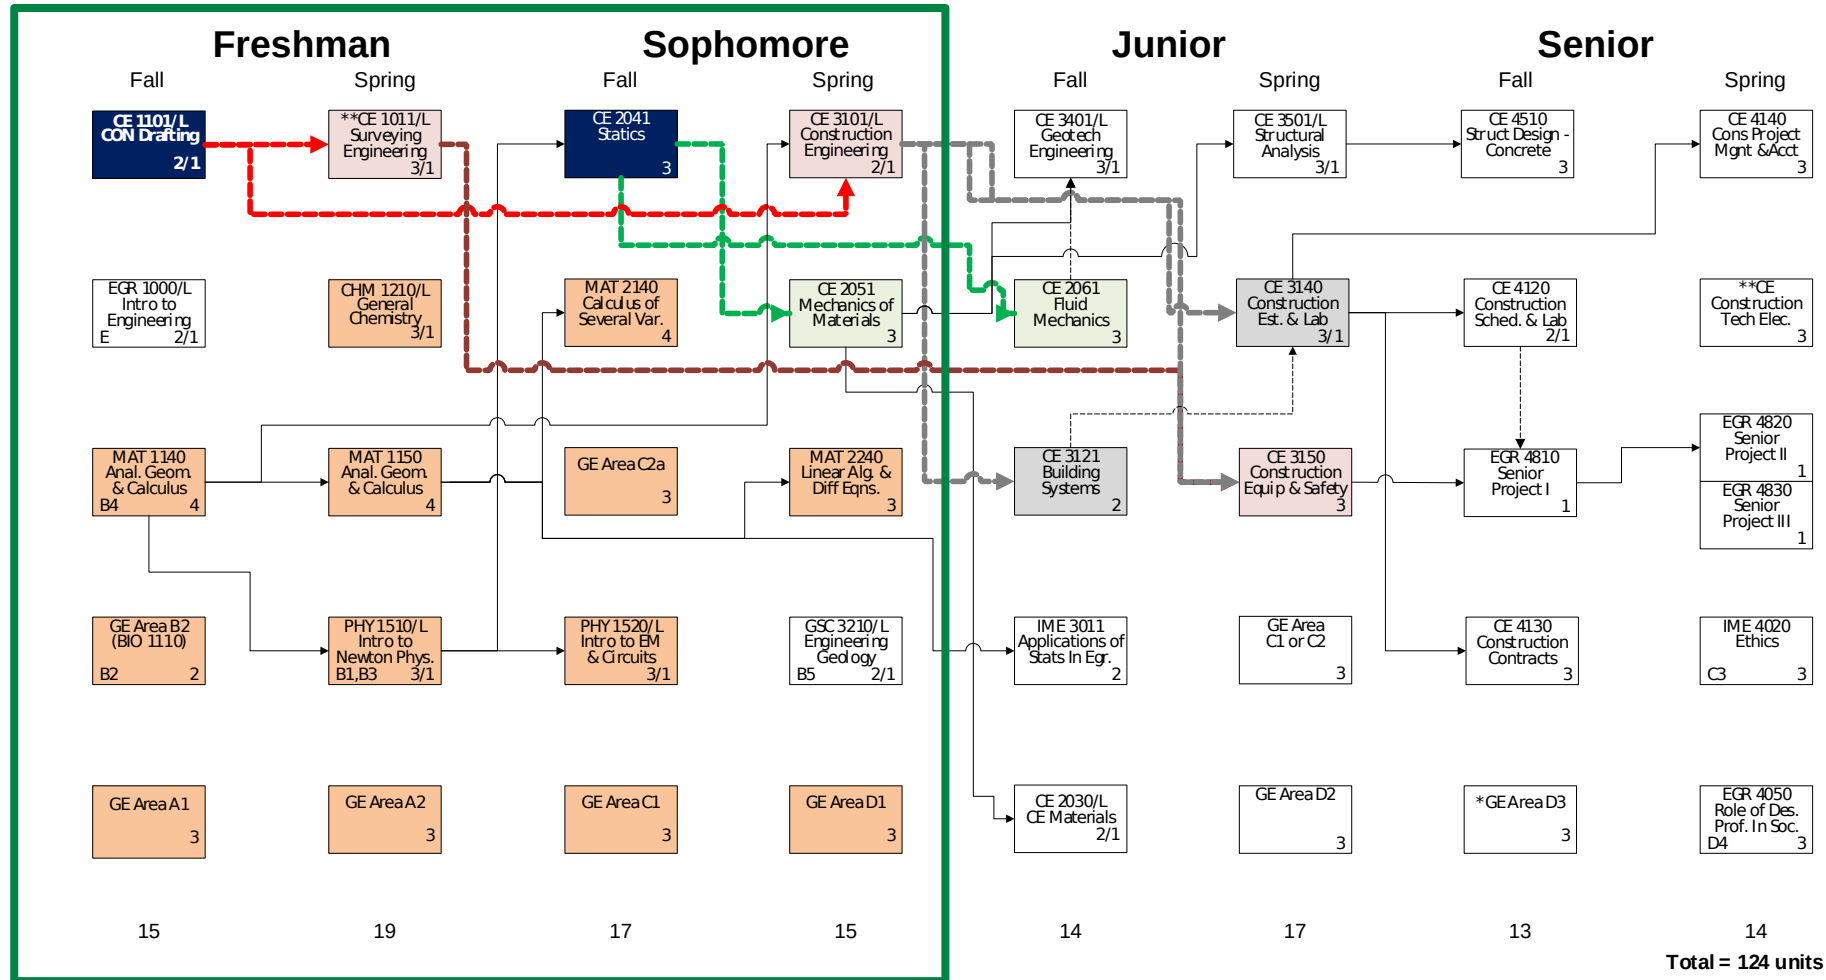 Freshman
Sophomore
Junior
Senior
Fall
Spring
Fall
Spring
Fall
Spring
Fall
Spring
CE 1101/L
CON Drafting
2/1
**CE 1011/L
Surveying
Engineering
3/1
CE 2041
Statics
3
CE 3101/L
Construction
Engineering
2/1
CE 3401/L
Geotech
Engineering
3/1
CE 3501/L
Structural
Analysis
3/1
CE 4510
Struct Design -
Concrete
3
CE 4140
Cons Project
Mgnt &Acct
3
EGR 1000/L
Intro to
Engineering
E 2/1
CHM 1210/L
General
Chemistry
3/1
MAT 2140
Calculus of
Several Var.
4
CE 2051
Mechanics of
Materials
3
CE 2061
Fluid
Mechanics
3
CE 3140
Construction
Est. & Lab
3/1
CE 4120
Construction
Sched. & Lab
2/1
**CE
Construction
Tech Elec.
3
MAT 1140
Anal. Geom.
& Calculus
B4 4
MAT 1150
Anal. Geom.
& Calculus
4
GE Area C2a
3
MAT 2240
Linear Alg. &
Diff Eqns.
3
CE 3121
Building
Systems
2
CE 3150
Construction
Equip & Safety
3
EGR 4810
Senior
Project I
1
EGR 4820
Senior
Project II
1
EGR 4830
Senior
Project III
1
GE Area B2
(BIO 1110)
B2 2
PHY 1510/L
Intro to
Newton Phys.
B1,B3 3/1
PHY 1520/L
Intro to EM
& Circuits
3/1
GSC 3210/L
Engineering
Geology
B5 2/1
IME 3011
Applications of
Stats In Egr.
2
GE Area
C1 or C2
3
CE 4130
Construction
Contracts
3
IME 4020
Ethics
C3 3
GE Area A1
3
GE Area A2
3
GE Area C1
3
GE Area D1
3
CE 2030/L
CE Materials
2/1
GE Area D2
3
*GE Area D3
3
EGR 4050
Role of Des.
Prof. In Soc.
D4 3
15
19
17
15
14
17
13
14
Total = 124 units